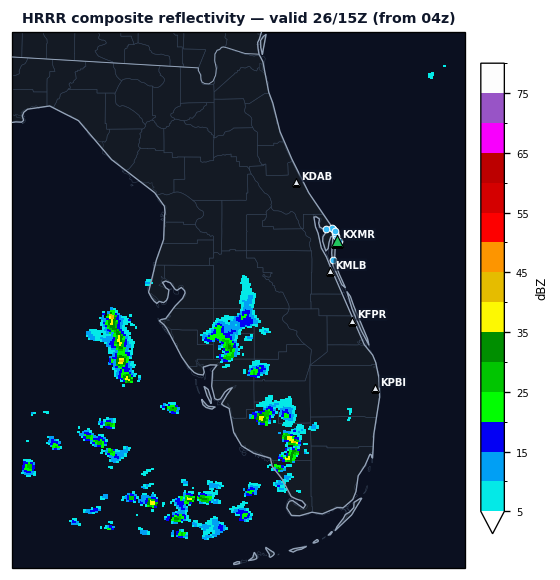 HRRR composite reflectivity — valid 26/15Z (from 04z)
KDAB
KXMR
KMLB
KFPR
KPBI
75
65
55
45
35
25
15
5
dBZ